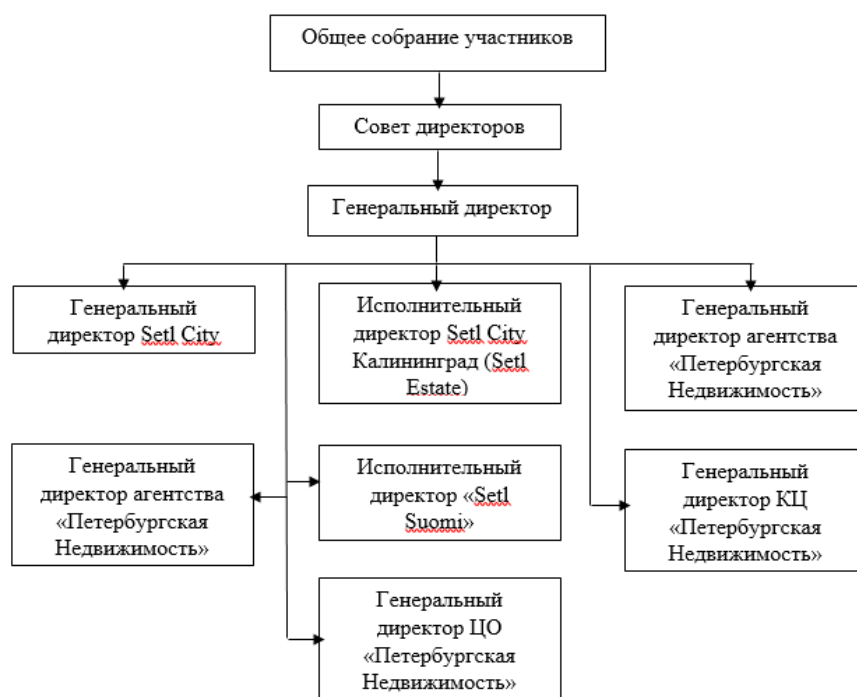 Общее собрание участников
Совет директоров
Генеральный директор
Генеральный
директор Setl City
Исполнительный
директор Setl City
Калининград (Setl
Estate)
Генеральный
директор агентства
«Петербургская
Недвижимость»
Генеральный
директор агентства
«Петербургская
Недвижимость»
Исполнительный
директор «Setl
Suomi»
Генеральный
директор КЦ
«Петербургская
Недвижимость»
Генеральный
директор ЦО
«Петербургская
Недвижимость»